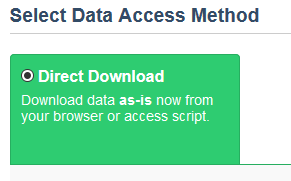 Select Data Access Method
Direct Download
Download data as-is now from
your browser or access script.